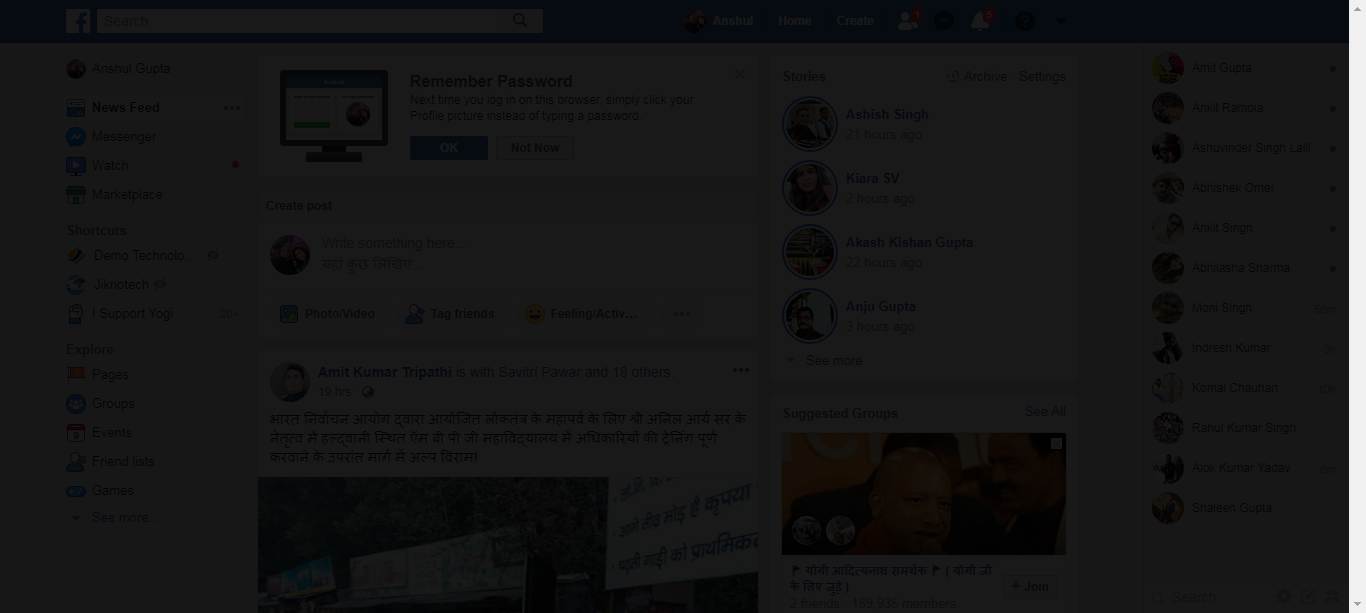 Search
Anshul
Home
Create
1
5
Anshul Gupta
News Feed
Messenger
Watch
Marketplace
Shortcuts
Demo Technolo...
Jiknotech
I Support Yogi
20+
Explore
Pages
Groups
Events
Friend lists
Games
See more...
Remember Password
Next time you log in on this browser, simply click your
Profile picture instead of typing a password.
OK
Not Now
Create post
Write something here...
यहां कुछ लिखिए...
Photo/Video
Tag friends
Feeling/Activ...
Amit Kumar Tripathi is with Savitri Pawar and 18 others.
19 hrs
भारत निर्वाचन आयोग द्वारा आयोजित लोकतंत्र के महापर्व के लिए श्री अनिल आर्य सर के
नेतृत्व में हल्द्वानी स्थित ऍम बी पी जी महाविद्यालय में अधिकारियों की ट्रेनिंग पूर्ण
करवाने के उपरांत मार्ग में अल्प विराम!
आगे तीव्र मोड़ है कृपया
गाड़ी को
Stories
Archive
Settings
Ashish Singh
21 hours ago
Kiara SV
2 hours ago
Akash Kishan Gupta
22 hours ago
Anju Gupta
3 hours ago
See more
Suggested Groups
See All
योगी आदित्यनाथ समर्थक ( योगी जी
के लिए जुड़े )
+ Join
2 friends · 159,935 members
Amit Gupta
Ankit Ramola
Ashuvinder Singh Lalli
Abhishek Omer
Ankit Singh
Abhilasha Sharma
Moni Singh
56m
Indresh Kumar
3h
Komal Chauhan
10h
Rahul Kumar Singh
Alok Kumar Yadav
6m
Shaleen Gupta
Search